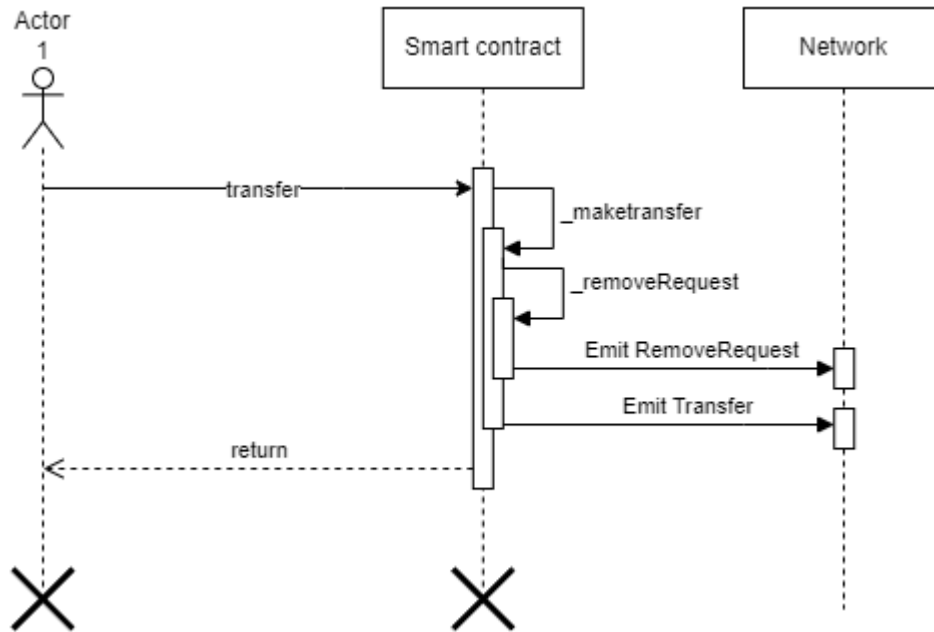 Actor
1
Smart contract
Network
transfer
_maketransfer
_removeRequest
Emit RemoveRequest
Emit Transfer
return